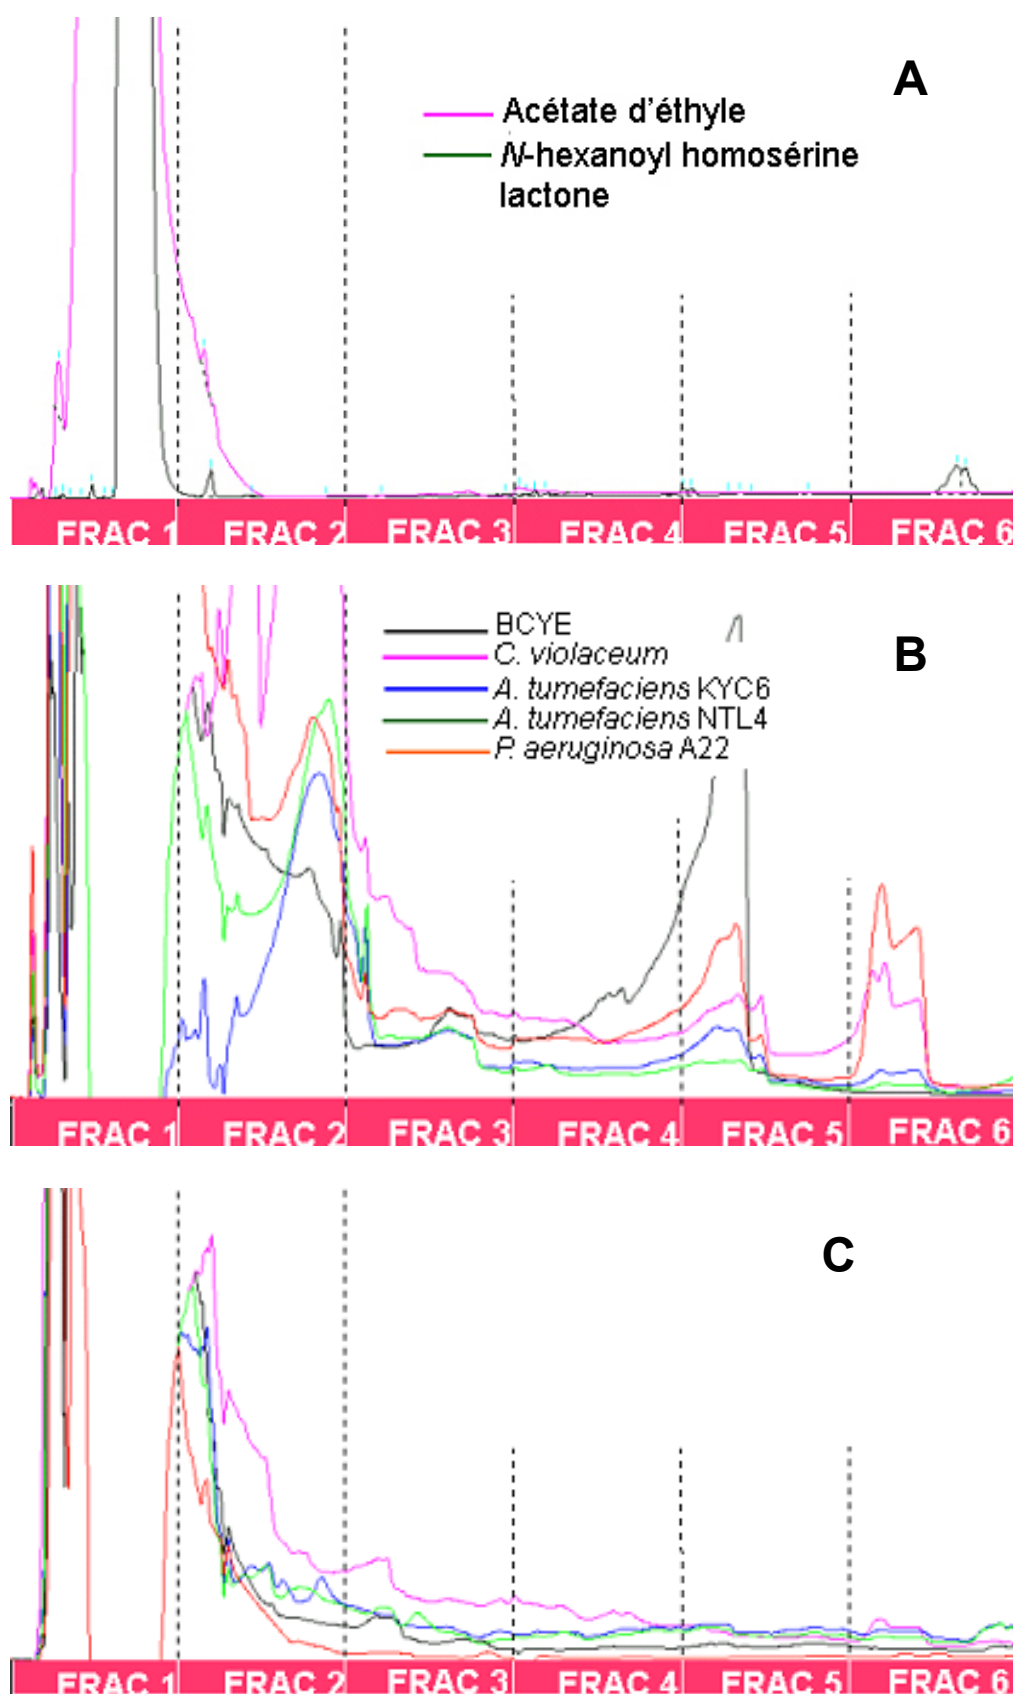 A
Acétate d'éthyle
N-hexanoyl homosérine
lactone
FRAC 1 FRAC 2 FRAC 3 FRAC 4 FRAC 5 FRAC 6
B
BCYE
C. violaceum
A. tumefaciens KYC6
A. tumefaciens NTL4
P. aeruginosa A22
FRAC 1 FRAC 2 FRAC 3 FRAC 4 FRAC 5 FRAC 6
C
FRAC 1 FRAC 2 FRAC 3 FRAC 4 FRAC 5 FRAC 6